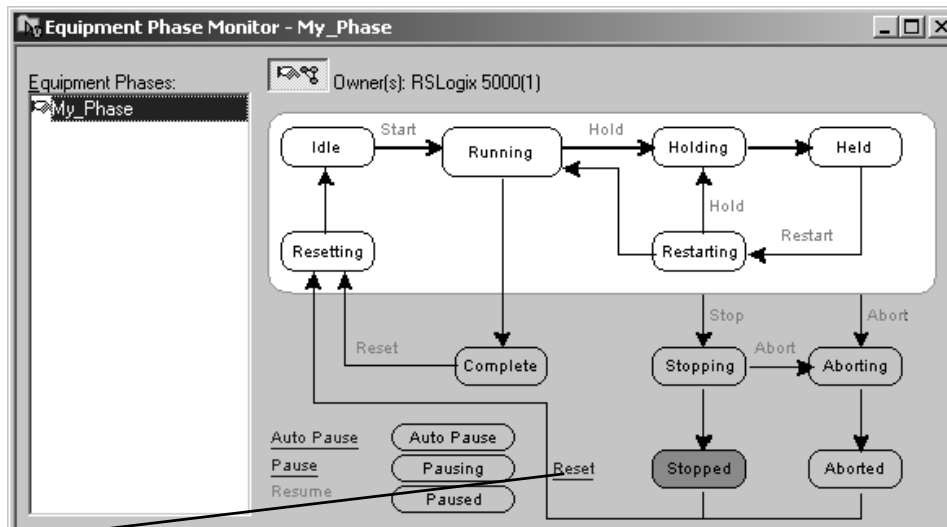 Equipment Phase Monitor - My_Phase
Equipment Phases:
My_Phase
Owner(s): RSLogix 5000(1)
Idle
Start
Running
Hold
Holding
Held
Hold
Resetting
Restarting
Restart
Stop
Abort
Reset
Complete
Stopping
Abort
Aborting
Auto Pause
Auto Pause
Pause
Pausing
Reset
Stopped
Aborted
Resume
Paused